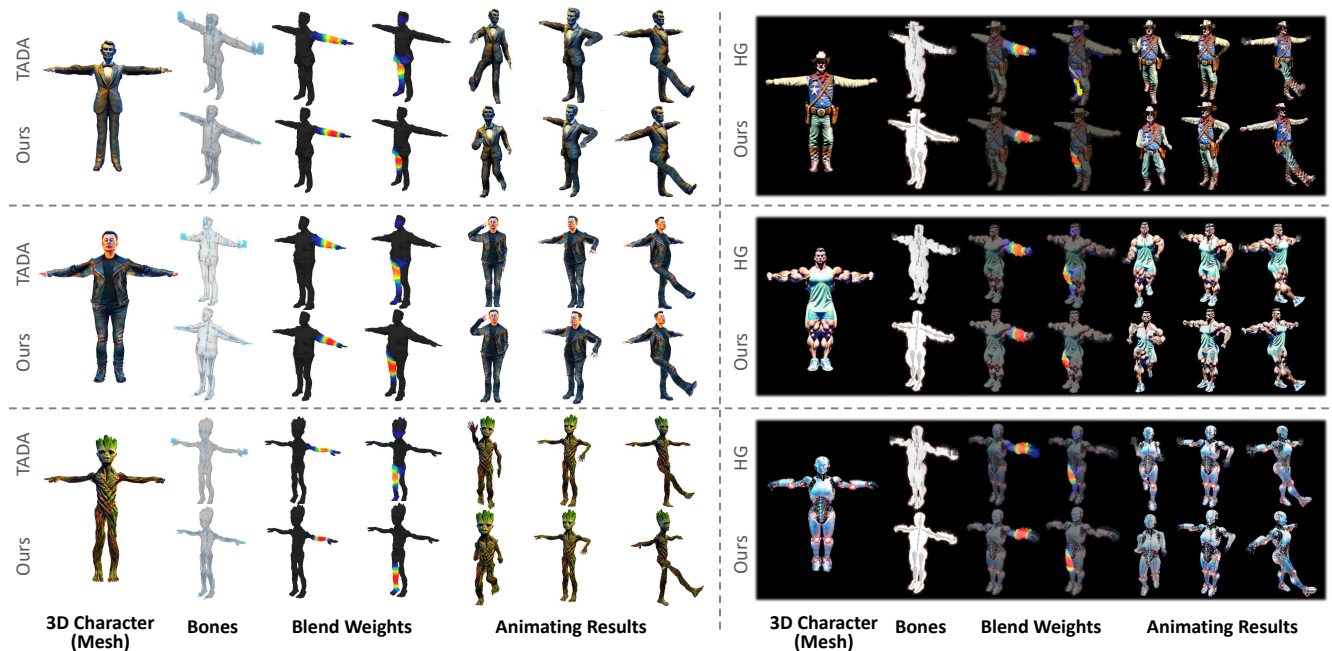 TADA
Ours
TADA
Ours
TADA
Ours
3D Character
(Mesh)
Bones
Blend Weights
Animating Results
HG
Ours
HG
Ours
HG
Ours
3D Character
(Mesh)
Bones
Blend Weights
Animating Results